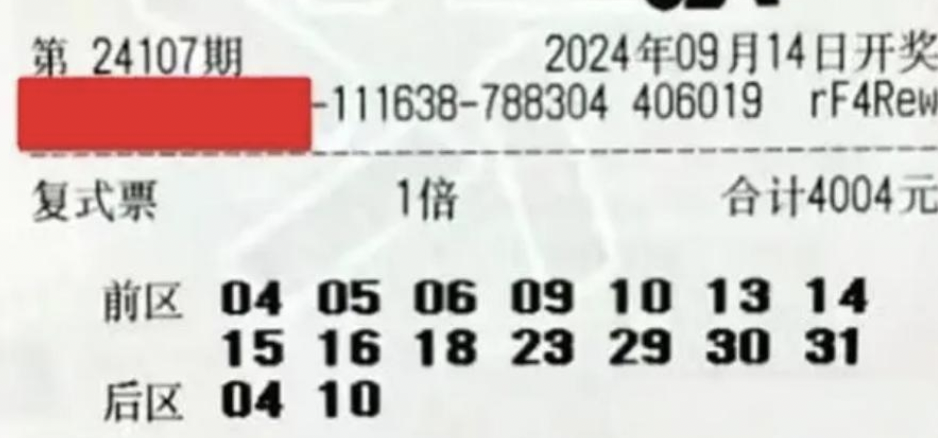 第 24107期 2024年09月14日开奖
-111638-788304 406019 rF4Rew
复式票 1倍 合计4004元
前区 04 05 06 09 10 13 14
15 16 18 23 29 30 31
后区 04 10